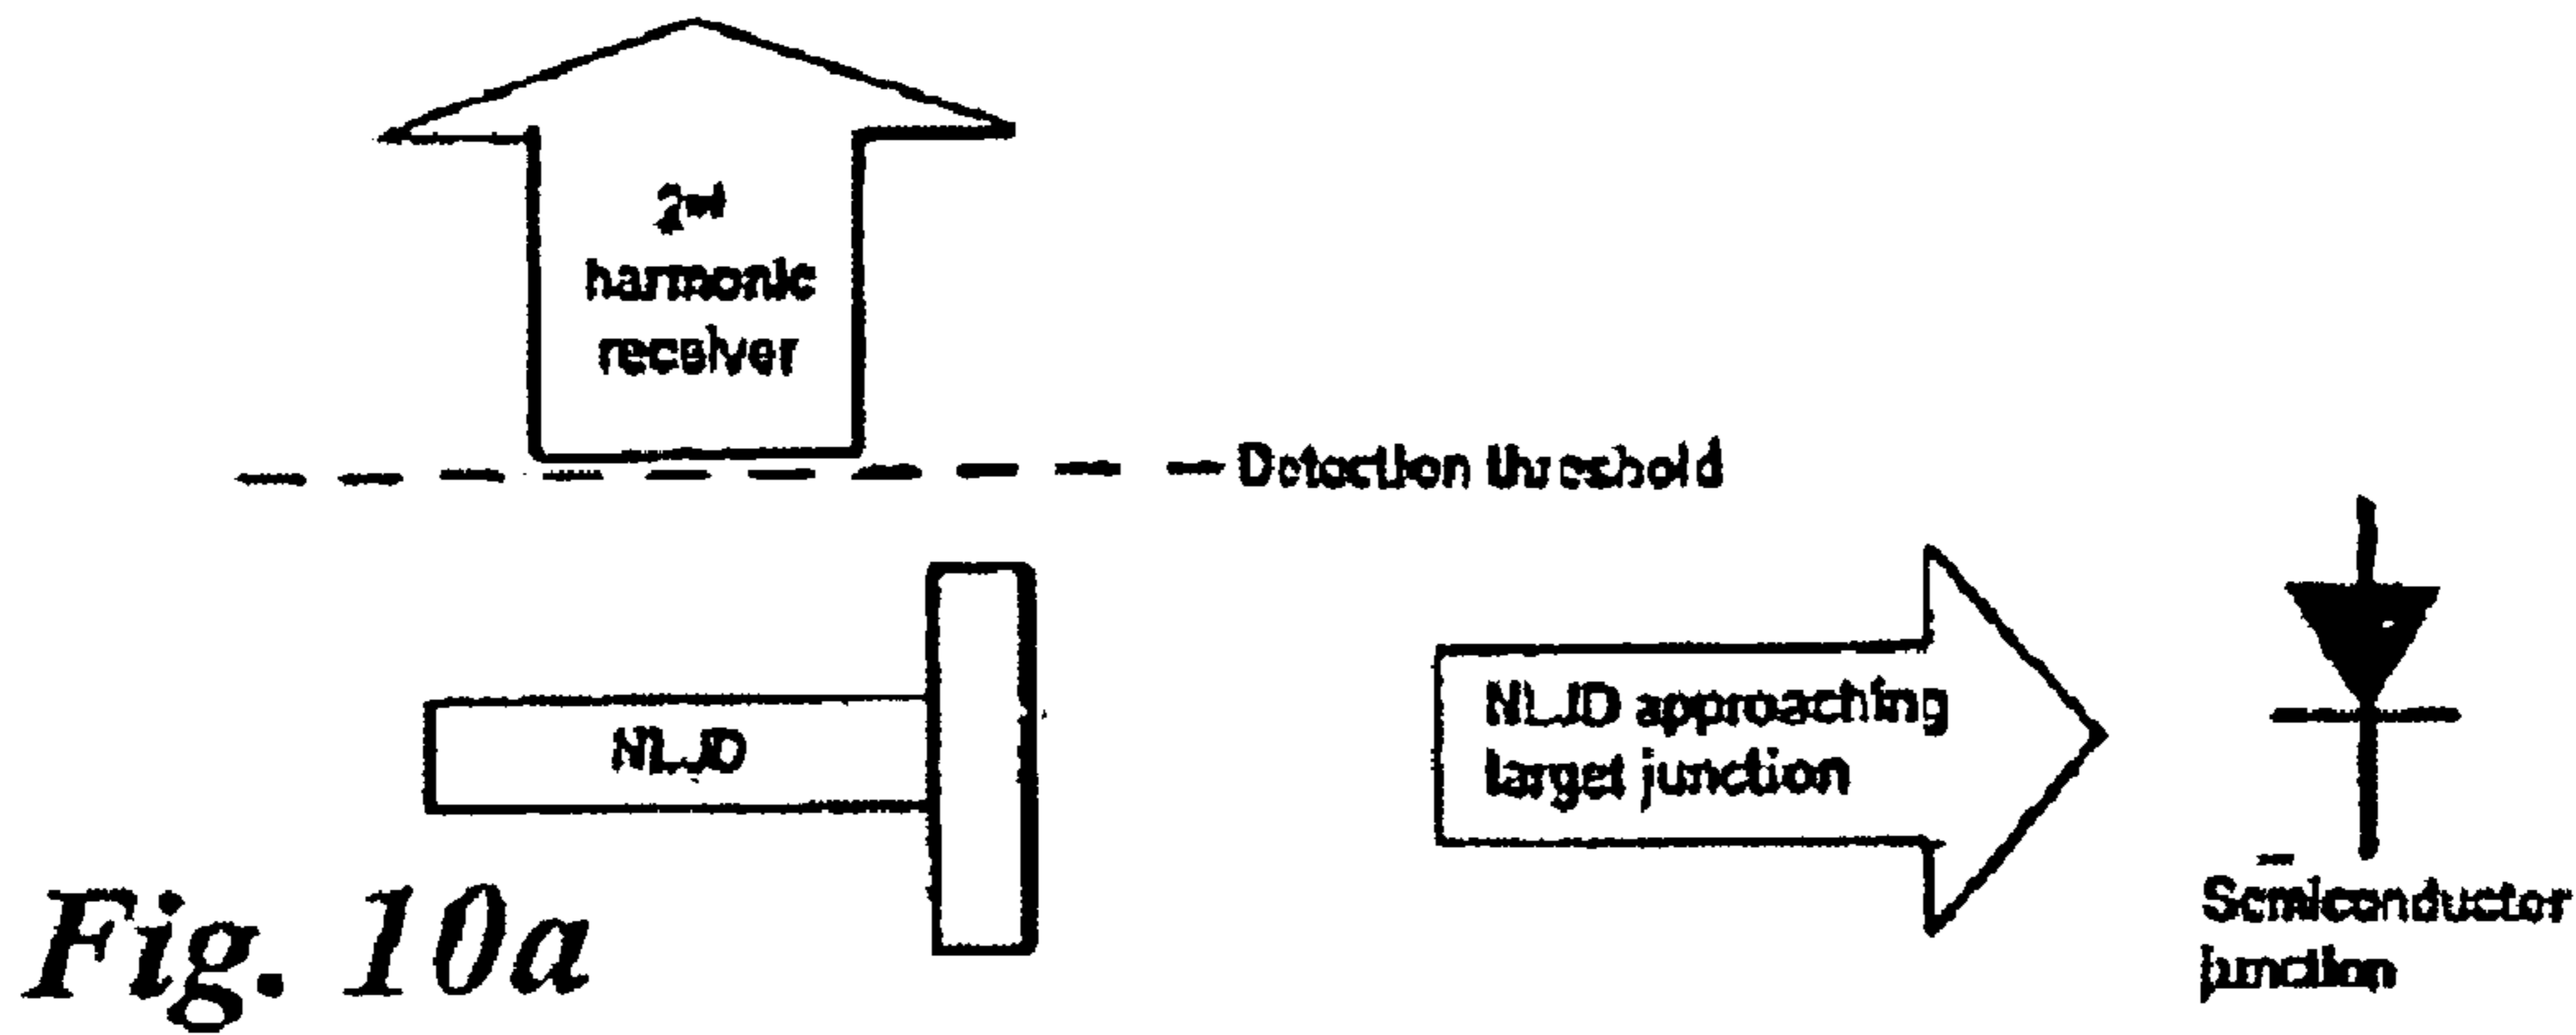 2nd
harmonic
receiver
Detection threshold
NLJD
NLJD approaching
target junction
Semiconductor
junction
Fig. 10a